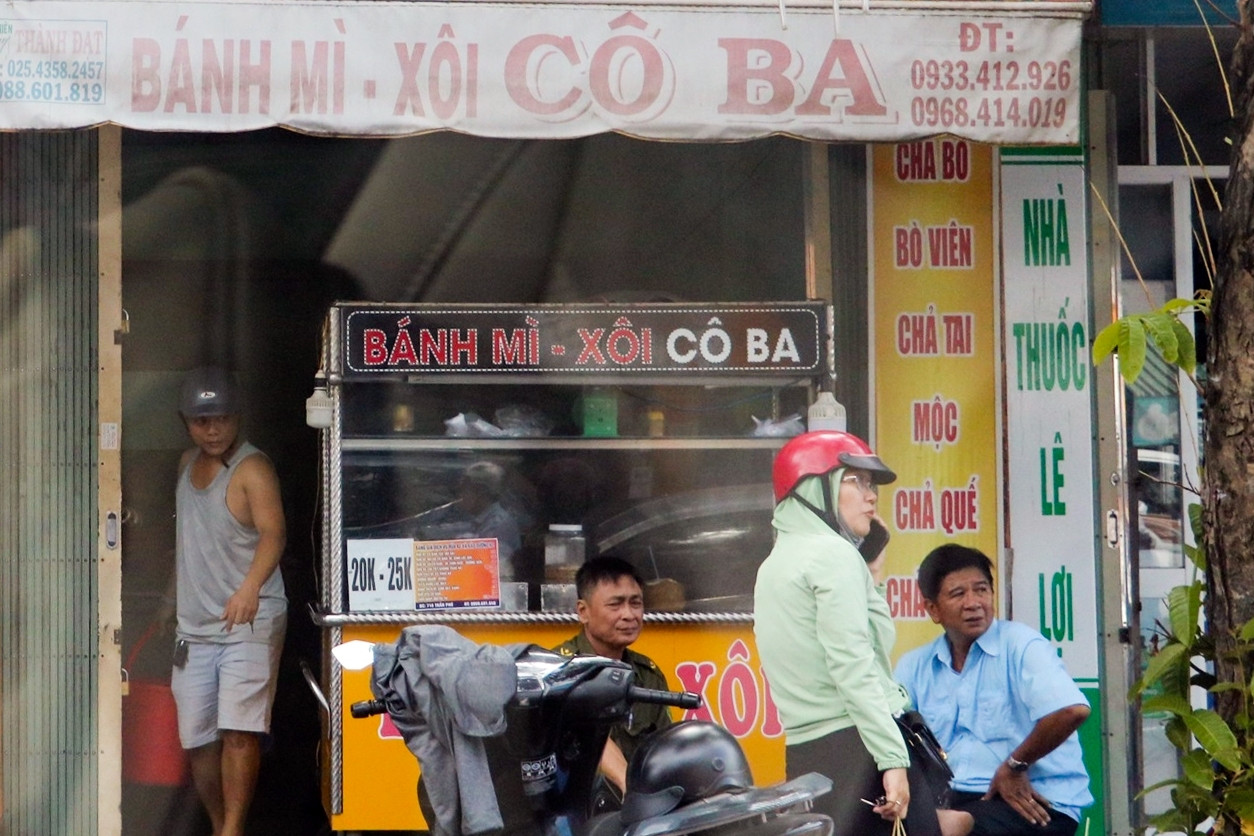 THÀNH ĐẠT
: 025.4358.2457
088.601.819
BÁNH MÌ - XÔI CÔ BA
ĐT:
0933.412.926
0968.414.019
BÁNH MÌ - XÔI CÔ BA
20K - 25K
XÔI
CHẢ BÒ
BÒ VIÊN
CHẢ TAI
MỘC
CHẢ QUẾ
CHẢ
NHÀ
THUỐC
LÊ
LỢI